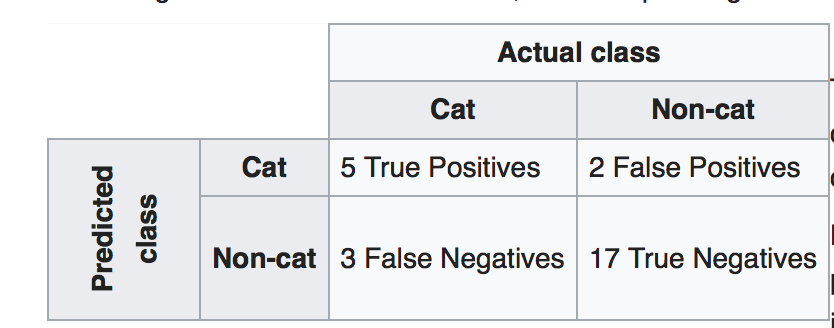 Actual class
Cat
Non-cat
Predicted
class
Cat
5 True Positives
2 False Positives
Non-cat
3 False Negatives
17 True Negatives